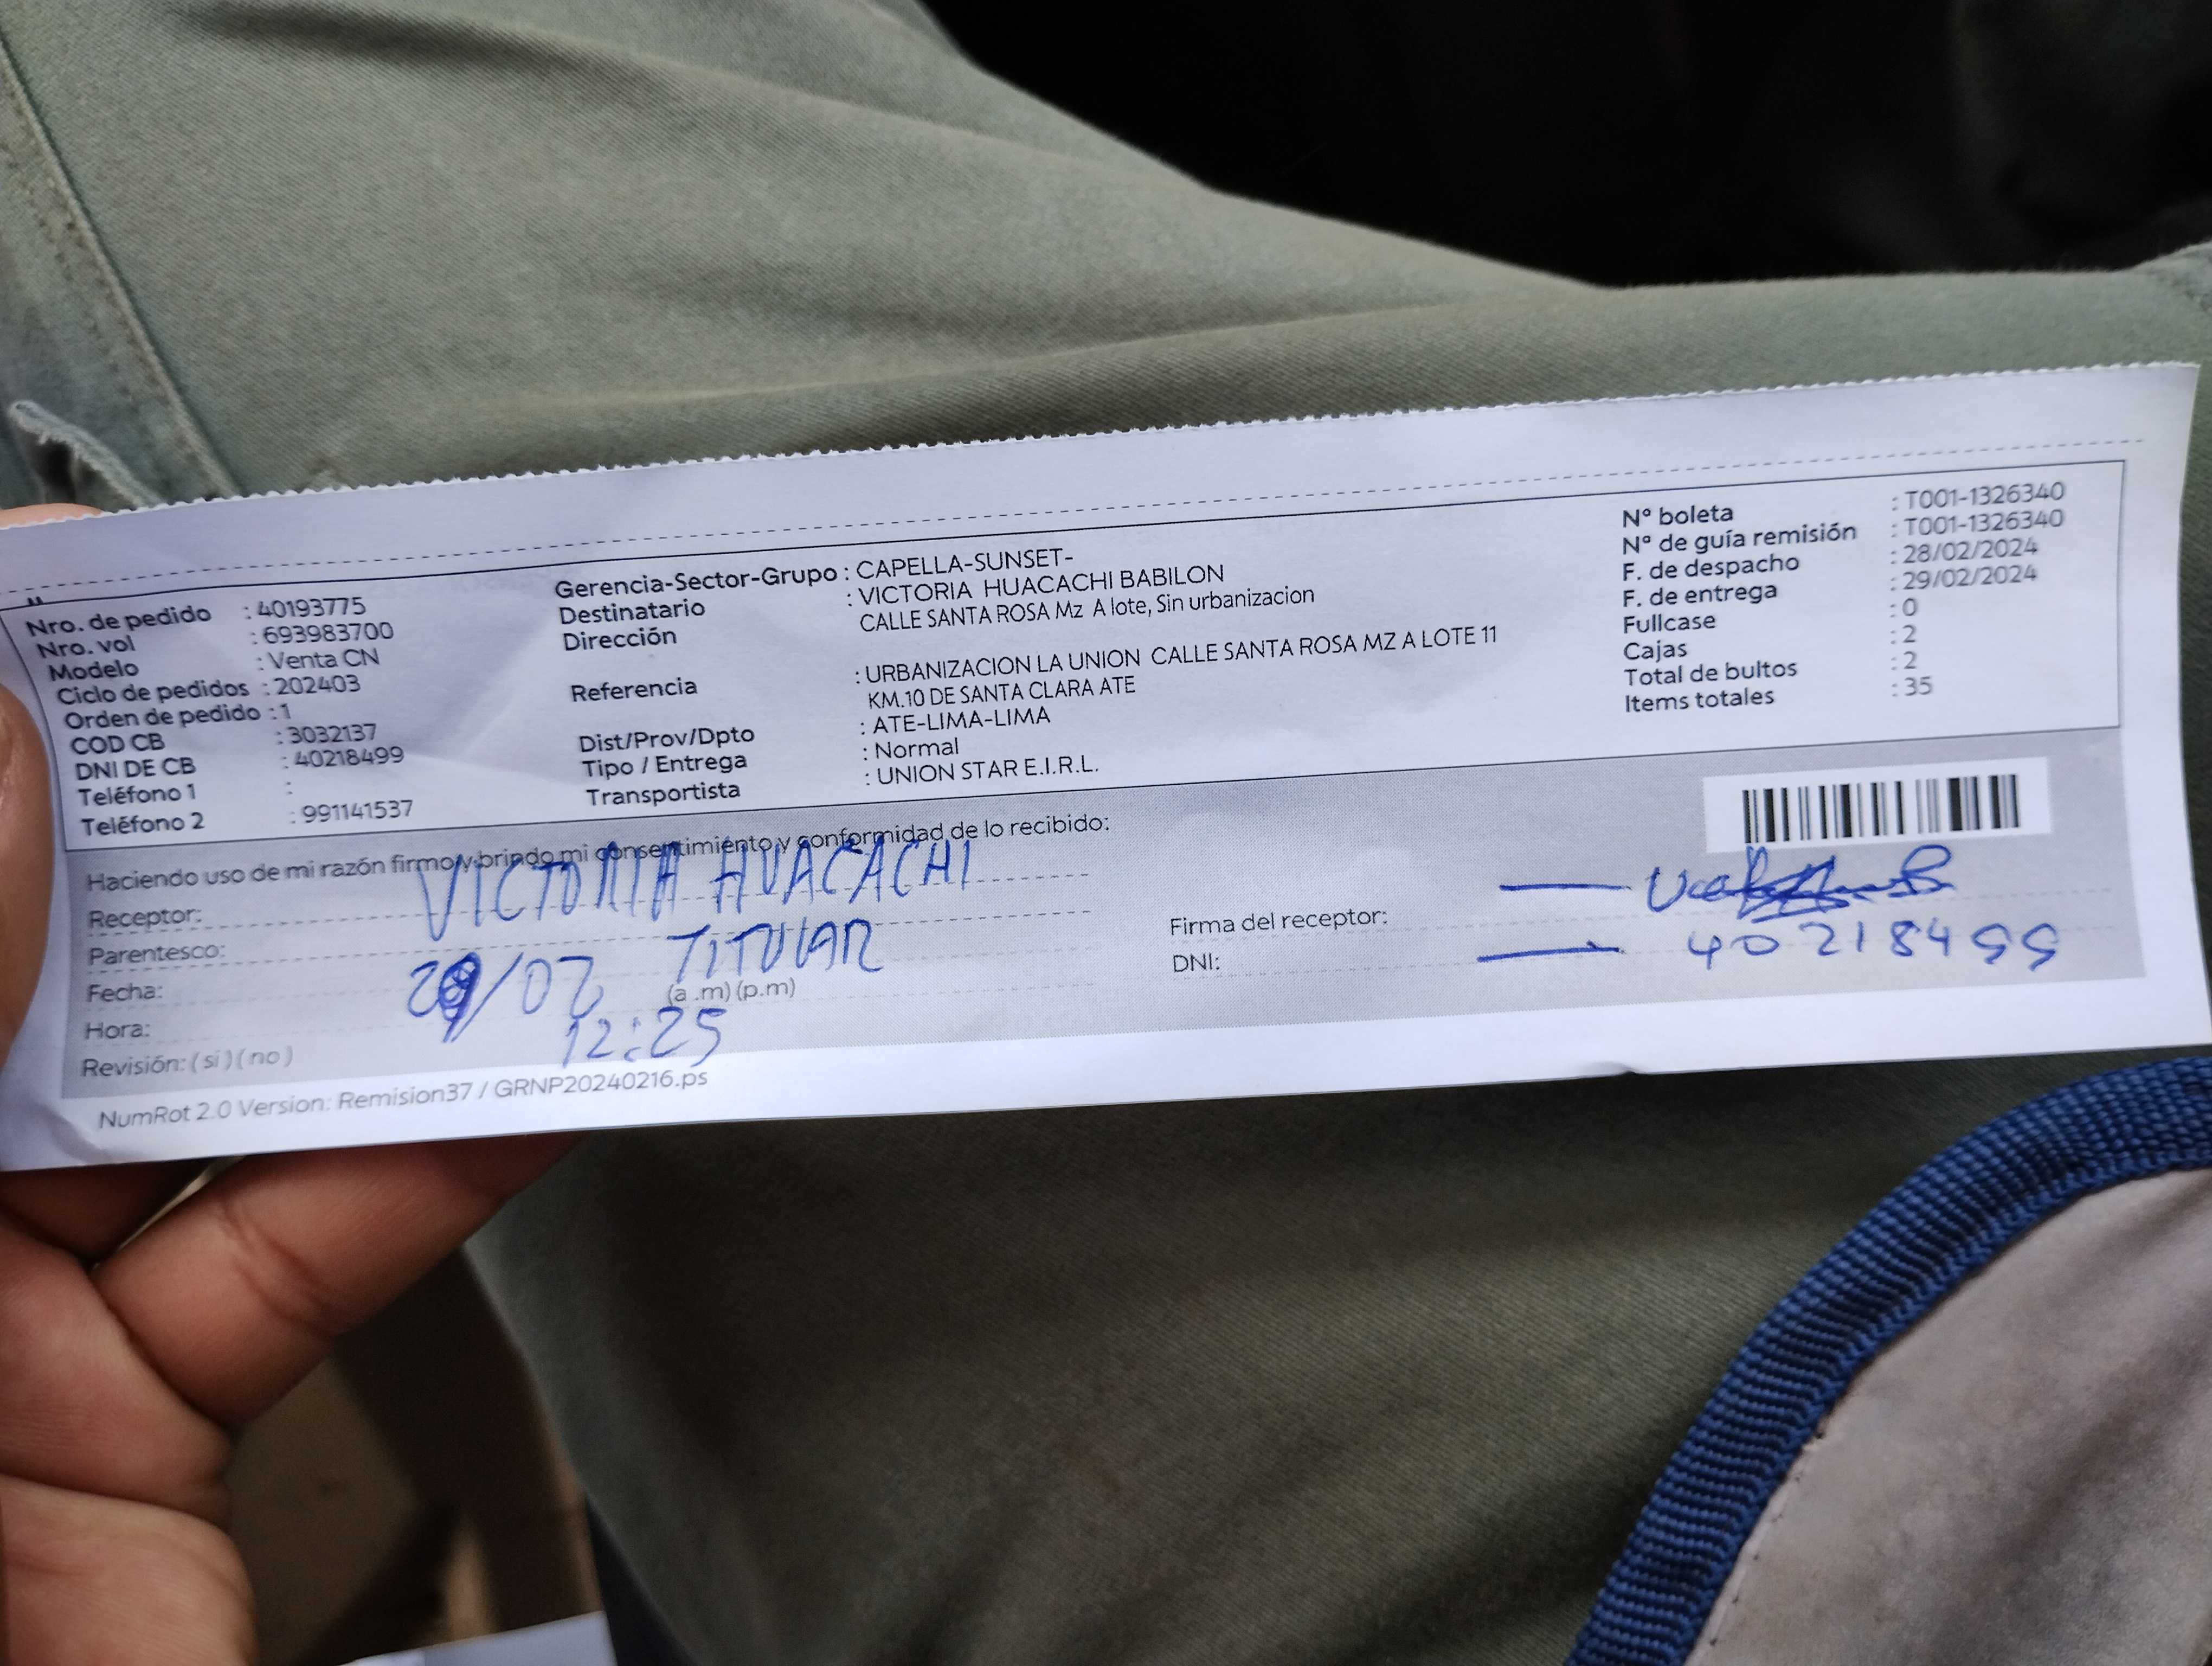 Nro. de pedido : 40193775
Nro. vol : 693983700
Modelo : Venta CN
Ciclo de pedidos : 202403
Orden de pedido : 1
COD CB : 3032137
DNI DE CB : 40218499
Teléfono 1 :
Teléfono 2 : 991141537
Gerencia-Sector-Grupo : CAPELLA-SUNSET-
Destinatario : VICTORIA HUACACHI BABILON
Dirección CALLE SANTA ROSA Mz A lote, Sin urbanizacion
Referencia : URBANIZACION LA UNION CALLE SANTA ROSA MZ A LOTE 11
KM.10 DE SANTA CLARA ATE
Dist/Prov/Dpto : ATE-LIMA-LIMA
Tipo / Entrega : Normal
Transportista : UNION STAR E.I.R.L.
Nº boleta : T001-1326340
Nº de guía remisión : T001-1326340
F. de despacho : 28/02/2024
F. de entrega : 29/02/2024
Fullcase : 0
Cajas : 2
Total de bultos : 2
Items totales : 35
Haciendo uso de mi razón firmo y brindo mi consentimiento y conformidad de lo recibido:
Receptor: VICTORIA HUACACHI
Parentesco: TITULAR
Fecha: 29/02
Hora: 12:25 (a .m) (p.m)
Revisión: ( si ) ( no )
Firma del receptor:
DNI: 40218499
NumRot 2.0 Version: Remision37 / GRNP20240216.ps